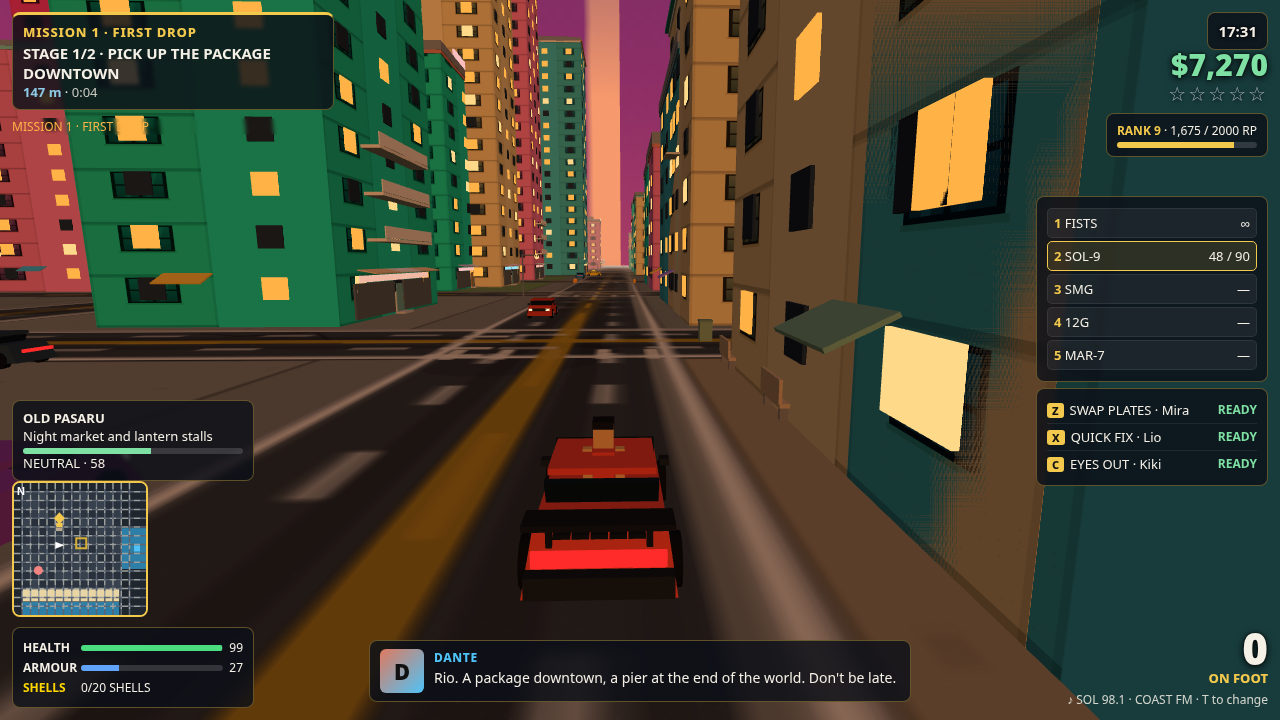 MISSION 1 · FIRST DROP
STAGE 1/2 · PICK UP THE PACKAGE
DOWNTOWN
147 m · 0:04
MISSION 1 · FIRST DROP
17:31
$7,270
☆☆☆☆☆
RANK 9 · 1,675 / 2000 RP
1 FISTS ∞
2 SOL-9 48 / 90
3 SMG —
4 12G —
5 MAR-7 —
Z SWAP PLATES · Mira READY
X QUICK FIX · Lio READY
C EYES OUT · Kiki READY
OLD PASARU
Night market and lantern stalls
NEUTRAL · 58
N
HEALTH 99
ARMOUR 27
SHELLS 0/20 SHELLS
D
DANTE
Rio. A package downtown, a pier at the end of the world. Don't be late.
0
ON FOOT
♪ SOL 98.1 · COAST FM · T to change